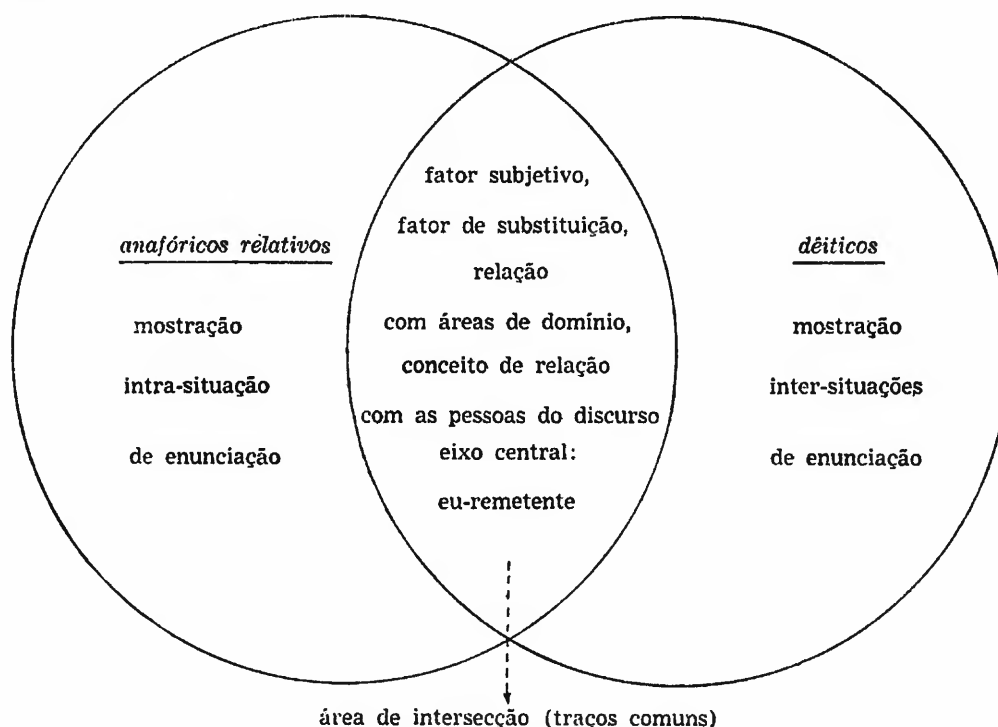 anafóricos relativos
mostração
intra-situação
de enunciação
fator subjetivo,
fator de substituição,
relação
com áreas de domínio,
conceito de relação
com as pessoas do discurso
eixo central:
eu-remetente
dêiticos
mostração
inter-situações
de enunciação
área de intersecção (traços comuns)